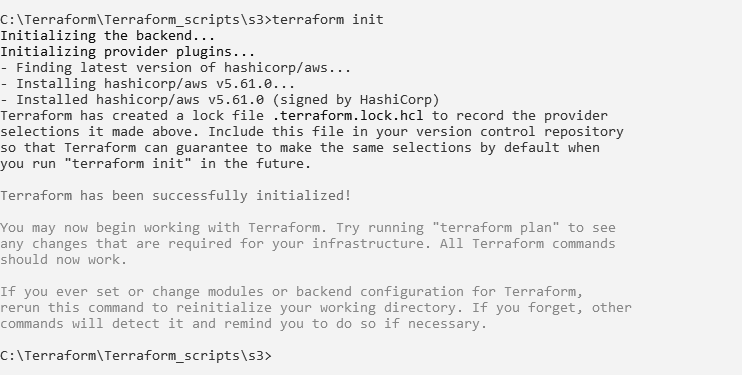 C:\Terraform\Terraform_scripts\s3>terraform init
Initializing the backend...
Initializing provider plugins...
- Finding latest version of hashicorp/aws...
- Installing hashicorp/aws v5.61.0...
- Installed hashicorp/aws v5.61.0 (signed by HashiCorp)
Terraform has created a lock file .terraform.lock.hcl to record the provider
selections it made above. Include this file in your version control repository
so that Terraform can guarantee to make the same selections by default when
you run "terraform init" in the future.
Terraform has been successfully initialized!
You may now begin working with Terraform. Try running "terraform plan" to see
any changes that are required for your infrastructure. All Terraform commands
should now work.
If you ever set or change modules or backend configuration for Terraform,
rerun this command to reinitialize your working directory. If you forget, other
commands will detect it and remind you to do so if necessary.
C:\Terraform\Terraform_scripts\s3>